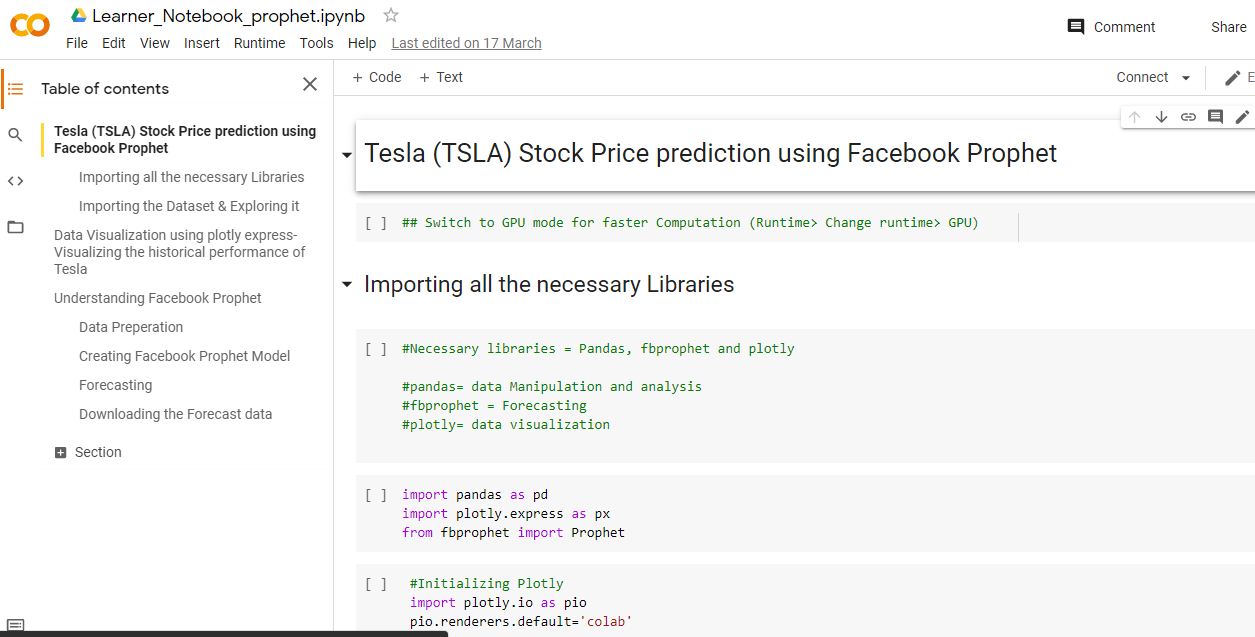 Learner_Notebook_prophet.ipynb
File Edit View Insert Runtime Tools Help Last edited on 17 March
Comment
Share
Table of contents
Tesla (TSLA) Stock Price prediction using
Facebook Prophet
Importing all the necessary Libraries
Importing the Dataset & Exploring it
Data Visualization using plotly express-
Visualizing the historical performance of
Tesla
Understanding Facebook Prophet
Data Preperation
Creating Facebook Prophet Model
Forecasting
Downloading the Forecast data
Section
+ Code + Text
Connect
E
Tesla (TSLA) Stock Price prediction using Facebook Prophet
[ ] ## Switch to GPU mode for faster Computation (Runtime> Change runtime> GPU)
Importing all the necessary Libraries
[ ] #Necessary libraries = Pandas, fbprophet and plotly
#pandas= data Manipulation and analysis
#fbprophet = Forecasting
#plotly= data visualization
[ ] import pandas as pd
import plotly.express as px
from fbprophet import Prophet
[ ] #Initializing Plotly
import plotly.io as pio
pio.renderers.default='colab'